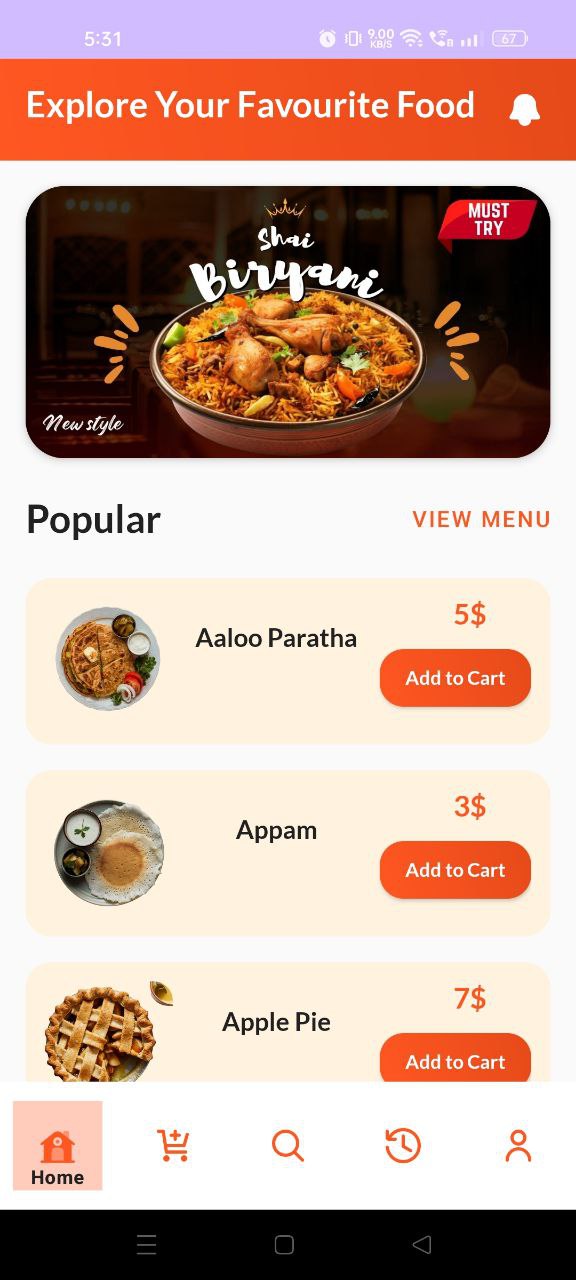 5:31
9.00
KB/S
67
Explore Your Favourite Food
Shai
Biryani
MUST
TRY
New style
Popular
VIEW MENU
Aaloo Paratha
5$
Add to Cart
Appam
3$
Add to Cart
Apple Pie
7$
Add to Cart
Home